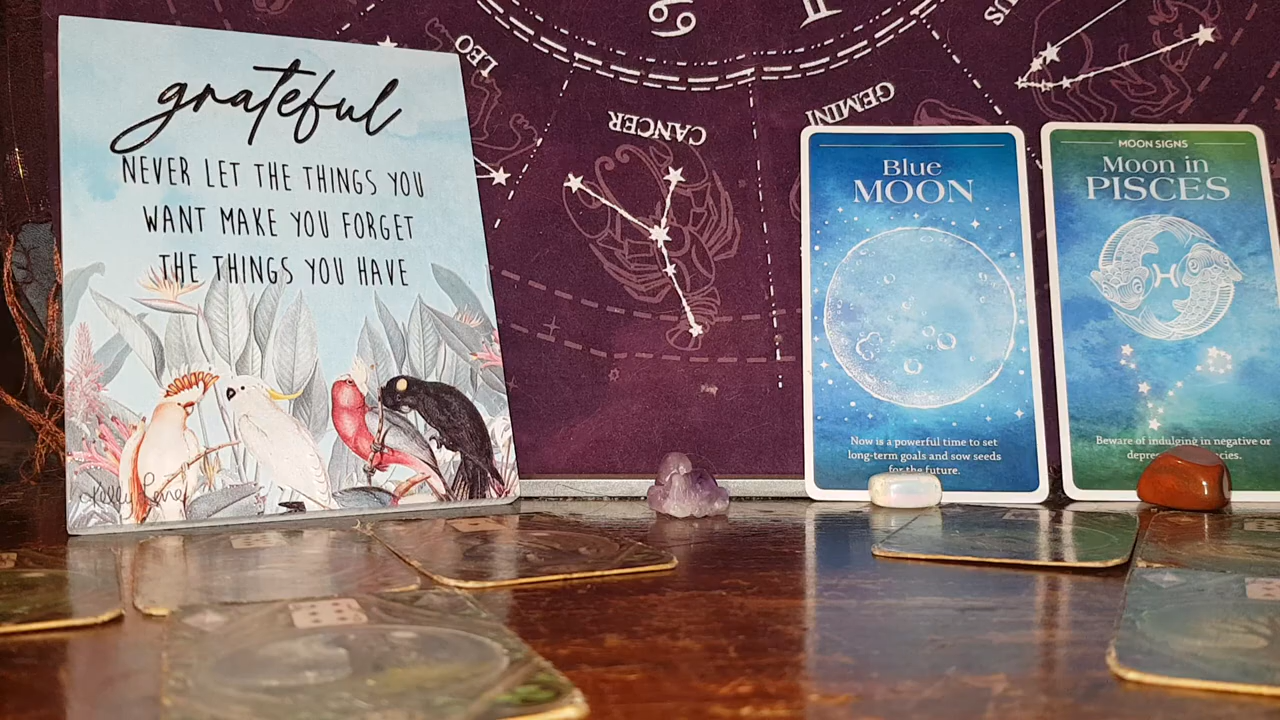 grateful
NEVER LET THE THINGS YOU
WANT MAKE YOU FORGET
THE THINGS YOU HAVE
LEO
CANCER
GEMINI
Blue
MOON
Now is a powerful time to set
long-term goals and sow seeds
for the future.
MOON SIGNS
Moon in
PISCES
Beware of indulging in negative or